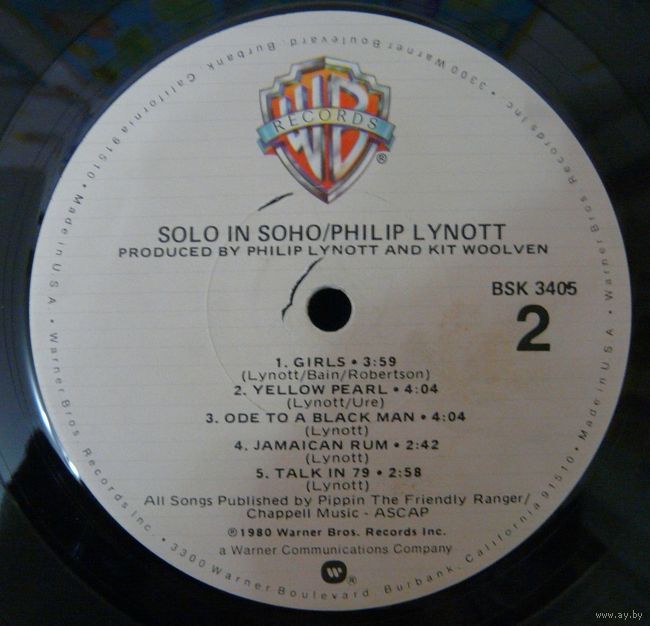 WB
RECORDS
®
SOLO IN SOHO/PHILIP LYNOTT
PRODUCED BY PHILIP LYNOTT AND KIT WOOLVEN
BSK 3405
2
1. GIRLS • 3:59
(Lynott/Bain/Robertson)
2. YELLOW PEARL • 4:04
(Lynott/Ure)
3. ODE TO A BLACK MAN • 4:04
(Lynott)
4. JAMAICAN RUM • 2:42
(Lynott)
5. TALK IN 79 • 2:58
(Lynott)
All Songs Published by Pippin The Friendly Ranger/
Chappell Music - ASCAP
℗1980 Warner Bros. Records Inc.
a Warner Communications Company
®
Warner Bros. Records Inc. • 3300 Warner Boulevard, Burbank, California 91510 • Made in U.S.A. •
Warner Bros. Records Inc. • 3300 Warner Boulevard, Burbank, California 91510 • Made in U.S.A. •
www.ay.by